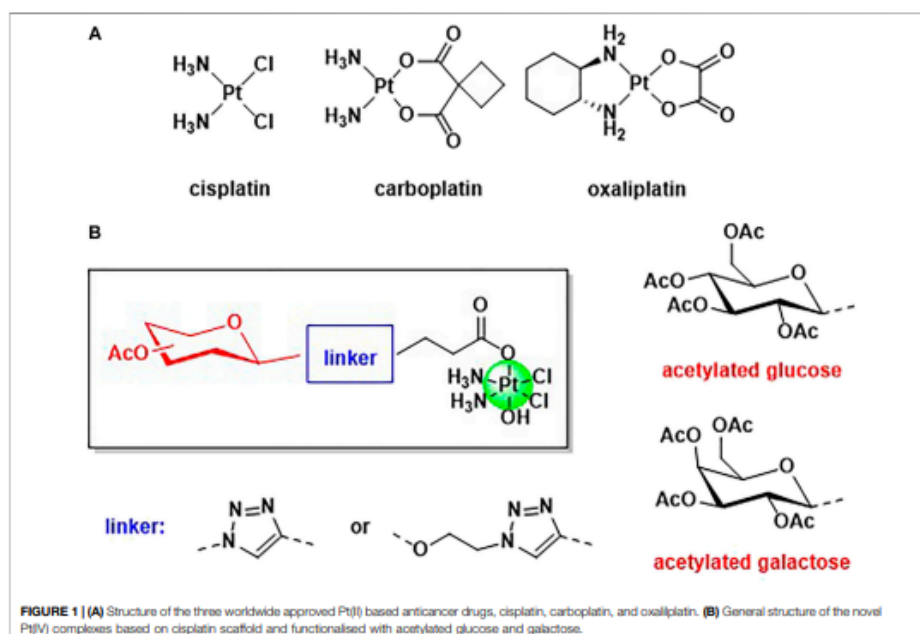 A
H₃N Cl
Pt
H₃N Cl
cisplatin
H₃N O O
Pt
H₃N O O
carboplatin
H₂
N O O
Pt
N O O
H₂
oxaliplatin
B
AcO O
linker
O
O
H₃N Pt Cl
H₃N Cl
OH
OAc
AcO O
AcO
OAc
acetylated glucose
AcO OAc
O
AcO
OAc
acetylated galactose
linker:
N=N
N
or
O
N=N
N
FIGURE 1 | (A) Structure of the three worldwide approved Pt(II) based anticancer drugs, cisplatin, carboplatin, and oxalilplatin. (B) General structure of the novel
Pt(IV) complexes based on cisplatin scaffold and functionalised with acetylated glucose and galactose.